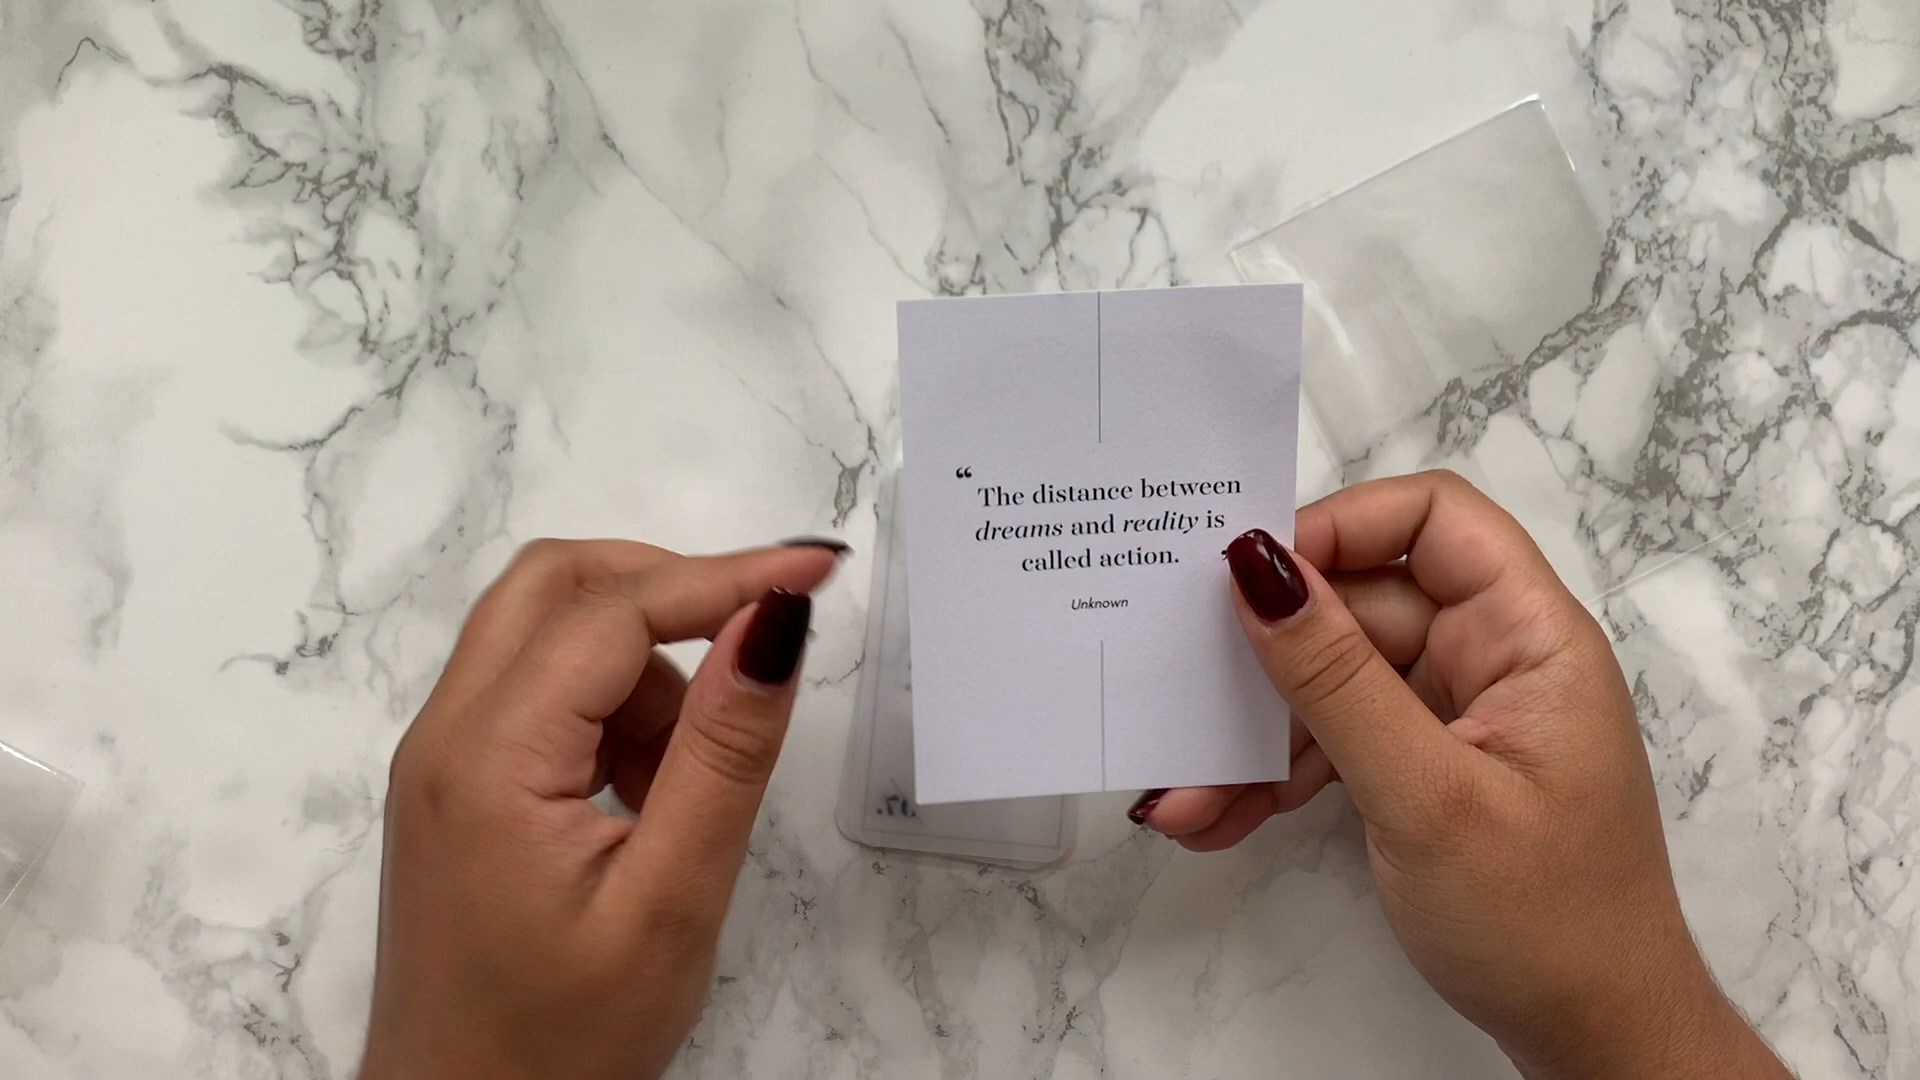 “
The distance between
dreams and reality is
called action.
Unknown